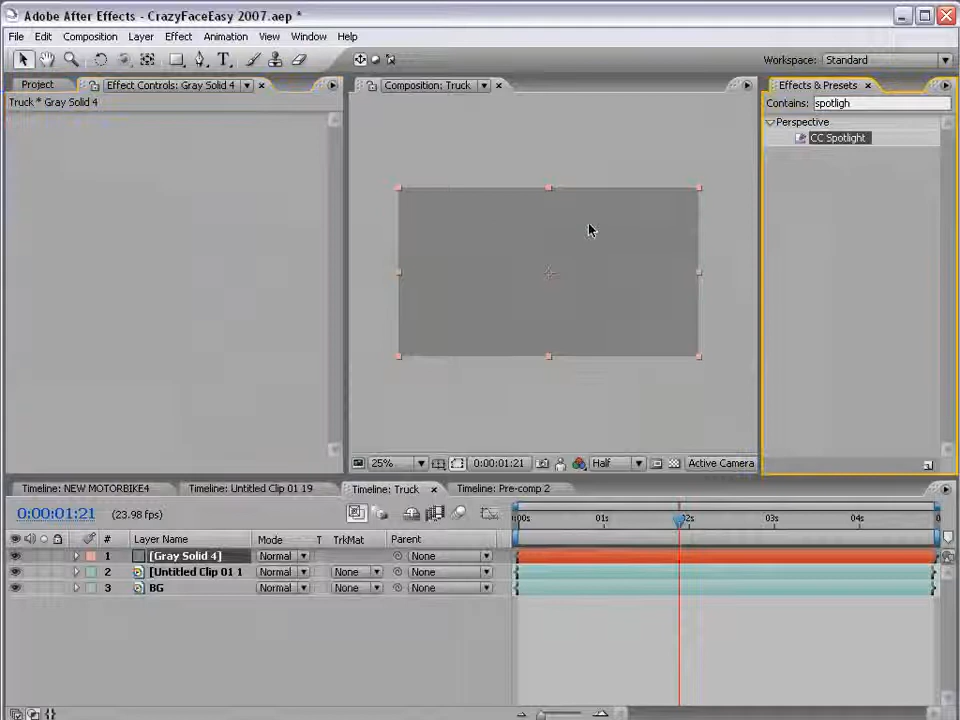 Adobe After Effects - CrazyFaceEasy 2007.aep *
File Edit Composition Layer Effect Animation View Window Help
Workspace: Standard
Project Effect Controls: Gray Solid 4
Composition: Truck
Effects & Presets
Truck * Gray Solid 4
Contains: spotligh
Perspective
CC Spotlight
25% 0:00:01:21 Half Active Camera
Timeline: NEW MOTORBIKE4 Timeline: Untitled Clip 01 19 Timeline: Truck Timeline: Pre-comp 2
0:00:01:21 (23.98 fps)
:00s 01s 02s 03s 04s 0
# Layer Name Mode T TrkMat Parent
1 [Gray Solid 4] Normal None
2 [Untitled Clip 01 1 Normal None None
3 BG Normal None None